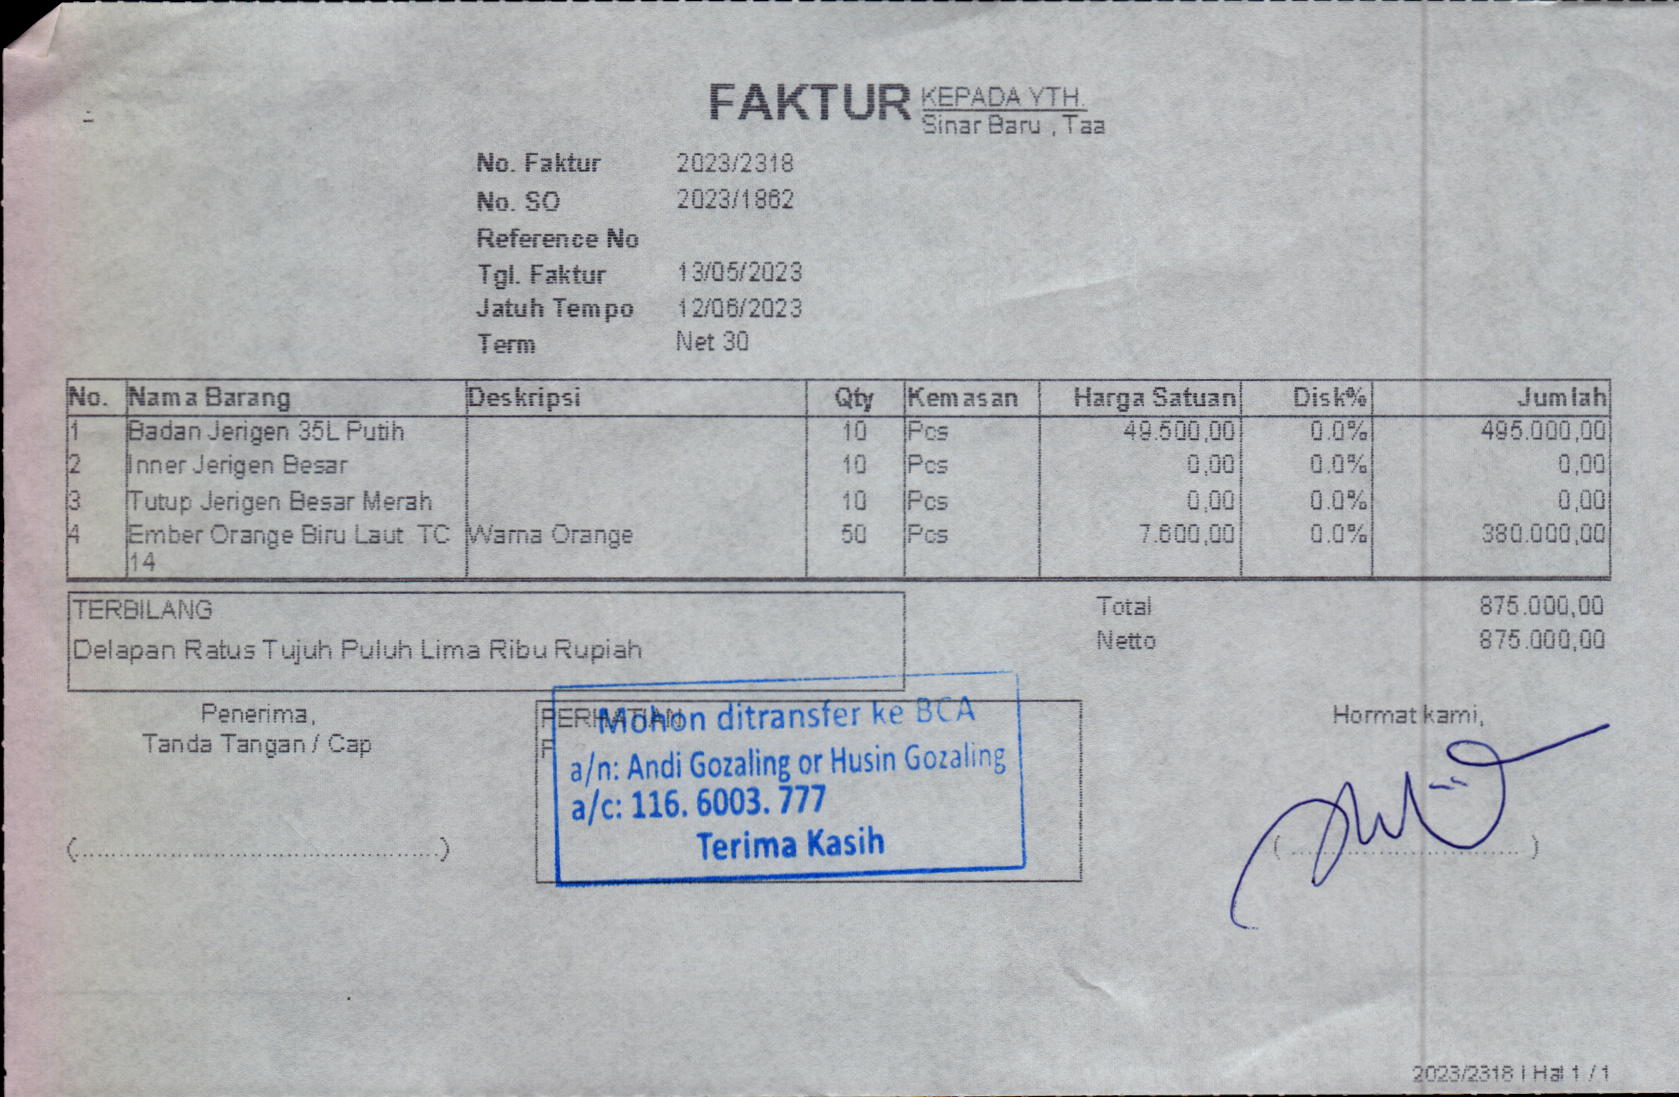 FAKTUR KEPADA YTH.
Sinar Baru , Taa
No. Faktur 2023/2318
No. SO 2023/1862
Reference No
Tgl. Faktur 13/05/2023
Jatuh Tempo 12/06/2023
Term Net 30
No. Nama Barang Deskripsi Qty Kemasan Harga Satuan Disk% Jumlah
1 Badan Jerigen 35L Putih 10 Pcs 49.500,00 0.0% 495.000,00
2 Inner Jerigen Besar 10 Pcs 0,00 0.0% 0,00
3 Tutup Jerigen Besar Merah 10 Pcs 0,00 0.0% 0,00
4 Ember Orange Biru Laut TC Warna Orange 50 Pcs 7.600,00 0.0% 380.000,00
14
TERBILANG Total 875.000,00
Delapan Ratus Tujuh Puluh Lima Ribu Rupiah Netto 875.000,00
Penerima, PERHATIAN Hormat kami,
Tanda Tangan / Cap
Mohon ditransfer ke BCA
a/n: Andi Gozaling or Husin Gozaling
a/c: 116. 6003. 777
Terima Kasih
2023/2318 | Hal 1 / 1